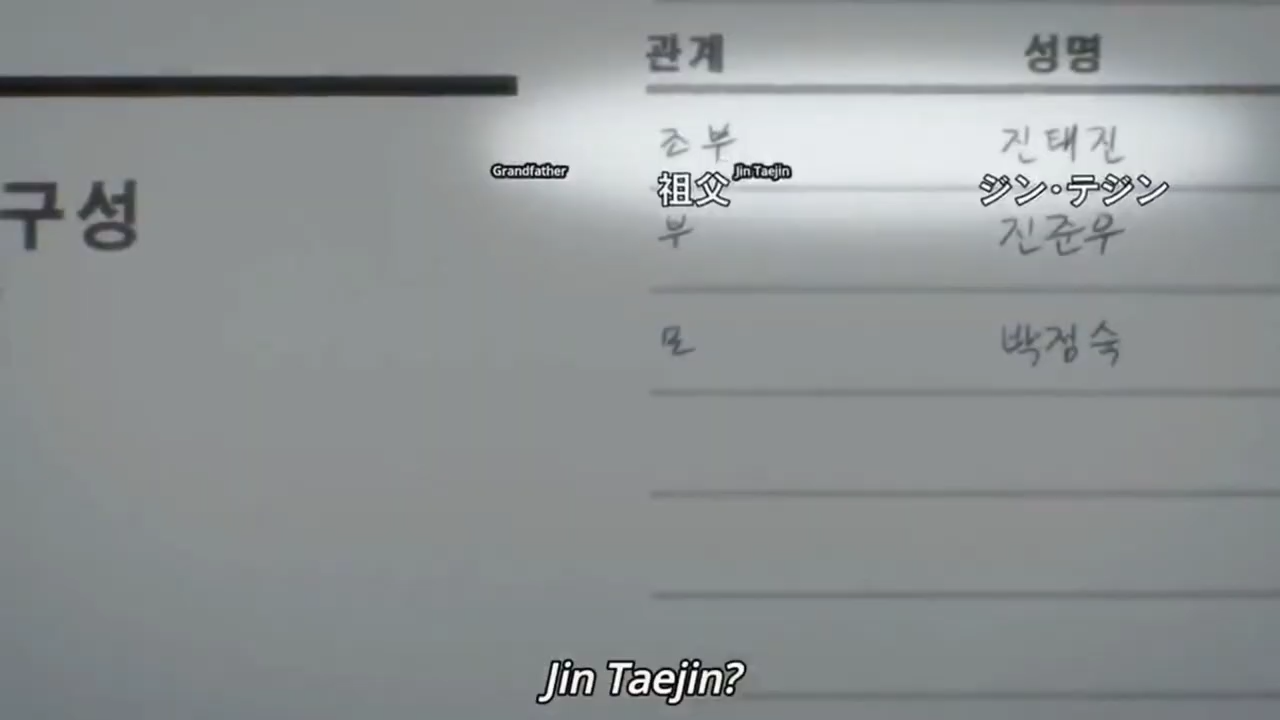 관계 성명
조부 진태진
Grandfather Jin Taejin
祖父 ジン・テジン
구성
부 진준우
모 박정숙
Jin Taejin?